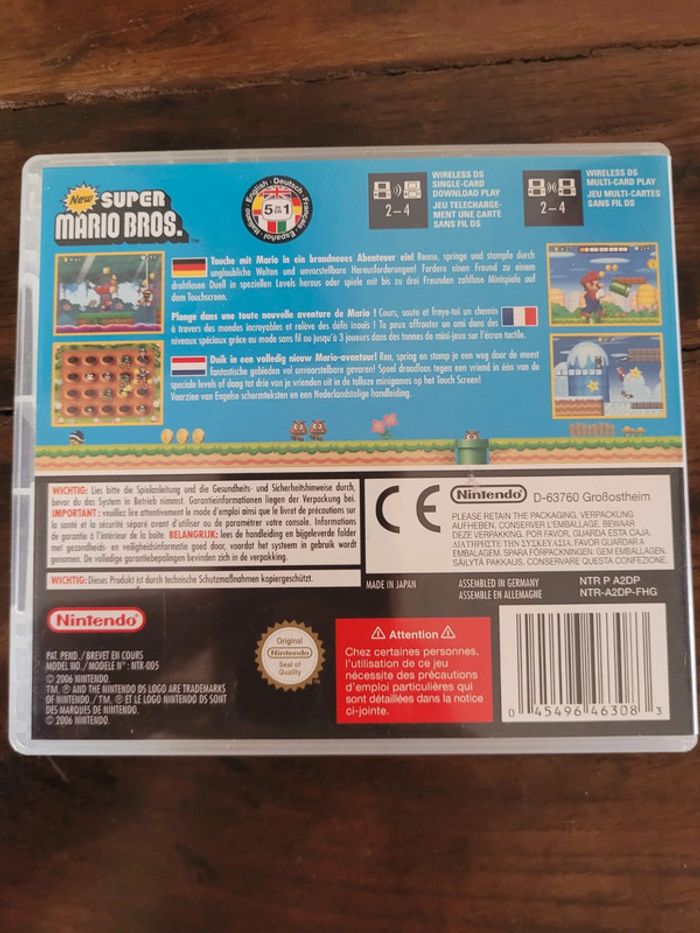 New SUPER
MARIO BROS.™
English · Deutsch · Français · Español · Italiano
5 in 1
WIRELESS DS
SINGLE-CARD
DOWNLOAD PLAY
JEU TELECHARGE-
MENT UNE CARTE
SANS FIL DS
2-4
WIRELESS DS
MULTI-CARD PLAY
JEU MULTI-CARTES
SANS FIL DS
2-4
Tauche mit Mario in ein brandneues Abenteuer ein! Renne, springe und stampfe durch
unglaubliche Welten und unvorstellbare Herausforderungen! Fordere einen Freund zu einem
drahtlosen Duell in speziellen Levels heraus oder spiele mit bis zu drei Freunden zahllose Minispiele auf
dem Touchscreen.
Plonge dans une toute nouvelle aventure de Mario ! Cours, saute et fraye-toi un chemin
à travers des mondes incroyables et relève des défis inouis ! Tu peux affronter un ami dans des
niveaux spéciaux grâce au mode sans fil ou jusqu'à 3 joueurs dans des tonnes de mini-jeux sur l'écran tactile.
Duik in een volledig nieuw Mario-avontuur! Ren, spring en stamp je een weg door de meest
fantastische gebieden vol onvoorstelbare gevaren! Speel draadloos tegen een vriend in één van de
speciale levels of daag tot drie van je vrienden uit in de talloze minigames op het Touch Screen!
Voorzien van Engelse schermteksten en een Nederlandstalige handleiding.
WICHTIG: Lies bitte die Spielanleitung und die Gesundheits- und Sicherheitshinweise durch,
bevor du das System in Betrieb nimmst. Garantieinformationen liegen der Verpackung bei.
IMPORTANT : veuillez lire attentivement le mode d'emploi ainsi que le livret de précautions sur
la santé et la sécurité séparé avant d'utiliser ou de paramétrer votre console. Informations
de garantie à l'intérieur de la boîte. BELANGRIJK: lees de handleiding en bijgeleverde folder
met gezondheids- en veiligheidsinformatie goed door, voordat het systeem in gebruik wordt
genomen. De volledige garantiebepalingen bevinden zich in de verpakking.
WICHTIG: Dieses Produkt ist durch technische Schutzmaßnahmen kopiergeschützt.
CE
Nintendo® D-63760 Großostheim
PLEASE RETAIN THE PACKAGING. VERPACKUNG
AUFHEBEN. CONSERVER L'EMBALLAGE. BEWAAR
DEZE VERPAKKING. POR FAVOR, GUARDA ESTA CAJA.
ΔΙΑΤΗΡΗΣΤΕ ΤΗΝ ΣΥΣΚΕΥΑΣΙΑ. FAVOR GUARDAR A
EMBALAGEM. SPARA FÖRPACKNINGEN. GEM EMBALLAGEN.
SÄILYTÄ PAKKAUS. CONSERVARE QUESTA CONFEZIONE.
MADE IN JAPAN
ASSEMBLED IN GERMANY
ASSEMBLÉ EN ALLEMAGNE
NTR P A2DP
NTR-A2DP-FHG
Nintendo®
PAT. PEND./BREVET EN COURS
MODEL NO./MODÈLE N° : NTR-005
© 2006 NINTENDO.
TM, ® AND THE NINTENDO DS LOGO ARE TRADEMARKS
OF NINTENDO./TM, ® ET LE LOGO NINTENDO DS SONT
DES MARQUES DE NINTENDO.
© 2006 NINTENDO.
Original
Nintendo
Seal of
Quality
⚠ Attention ⚠
Chez certaines personnes,
l'utilisation de ce jeu
nécessite des précautions
d'emploi particulières qui
sont détaillées dans la notice
ci-jointe.
0 45496 46308 3